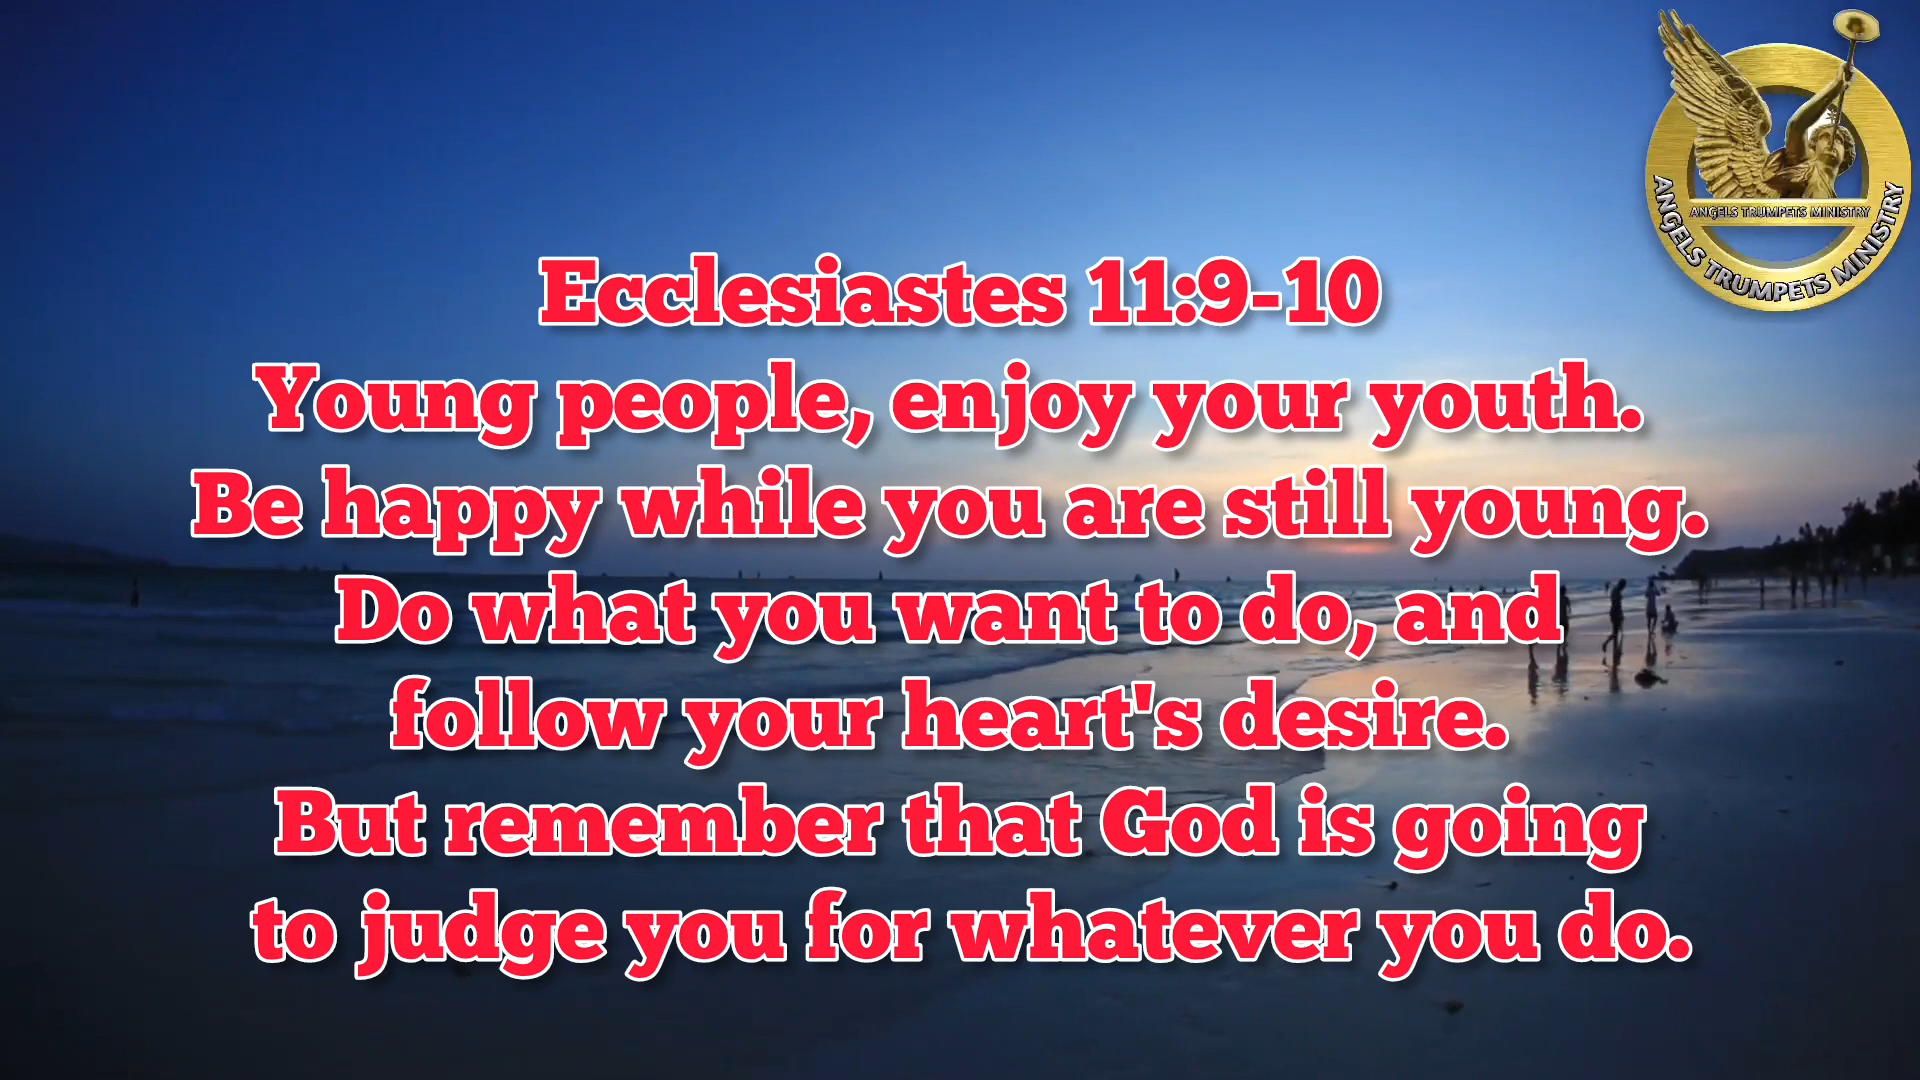 ANGELS TRUMPETS MINISTRY
ANGELS TRUMPETS MINISTRY
Ecclesiastes 11:9-10
Young people, enjoy your youth.
Be happy while you are still young.
Do what you want to do, and
follow your heart's desire.
But remember that God is going
to judge you for whatever you do.